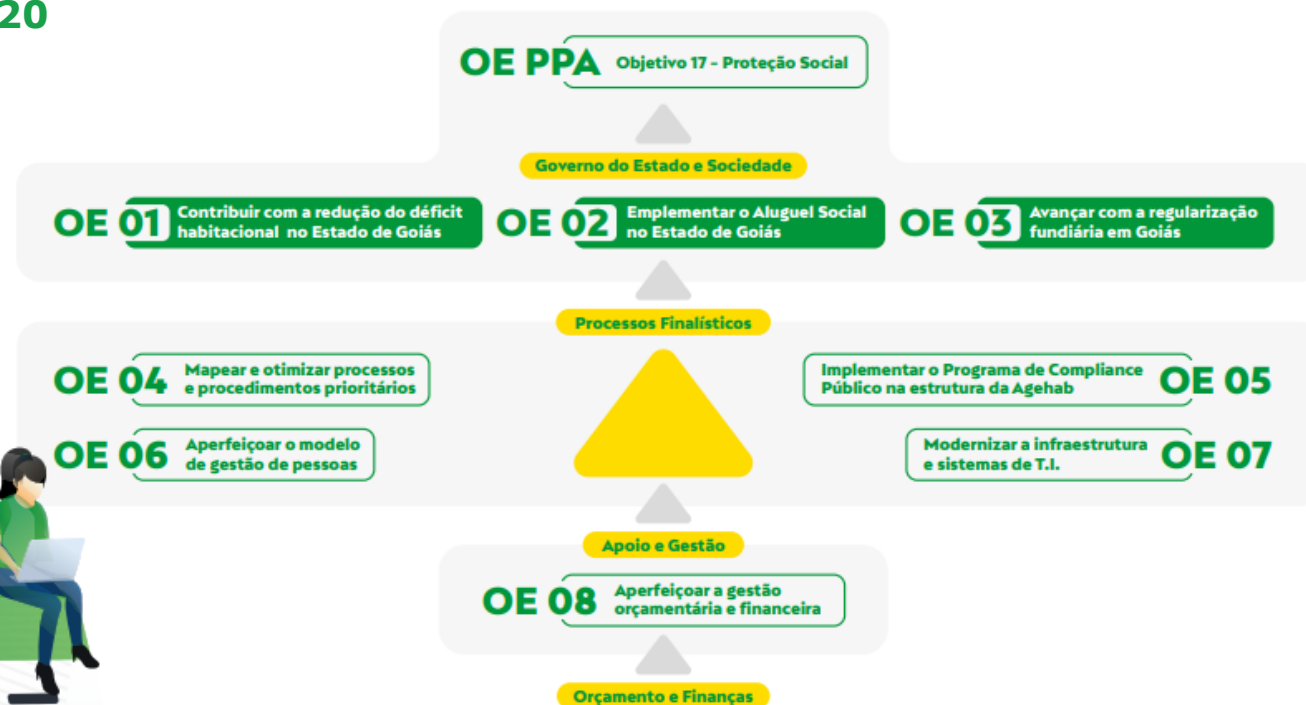 20
OE PPA Objetivo 17 - Proteção Social
Governo do Estado e Sociedade
OE 01 Contribuir com a redução do déficit
habitacional no Estado de Goiás
OE 02 Emplementar o Aluguel Social
no Estado de Goiás
OE 03 Avançar com a regularização
fundiária em Goiás
Processos Finalísticos
OE 04 Mapear e otimizar processos
e procedimentos prioritários
Implementar o Programa de Compliance
Público na estrutura da Agehab
OE 05
OE 06 Aperfeiçoar o modelo
de gestão de pessoas
Modernizar a infraestrutura
e sistemas de T.I.
OE 07
Apoio e Gestão
OE 08 Aperfeiçoar a gestão
orçamentária e financeira
Orçamento e Finanças